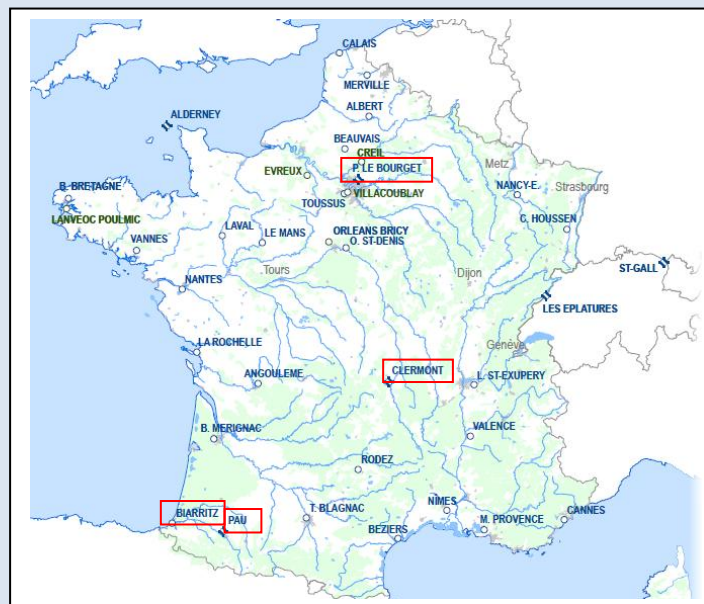 CALAIS
MERVILLE
ALDERNEY
ALBERT
BEAUVAIS
CREIL
P. LE BOURGET
EVREUX
Metz
B. BRETAGNE
VILLACOUBLAY
NANCY-E.
Strasbourg
TOUSSUS
LANVEOC POULMIC
C. HOUSSEN
LAVAL
ORLEANS BRICY
VANNES
LE MANS
O. ST-DENIS
ST-GALL
Tours
Dijon
NANTES
LES EPLATURES
LA ROCHELLE
Genève
ANGOULEME
CLERMONT
L. ST-EXUPERY
B. MERIGNAC
VALENCE
RODEZ
BIARRITZ
PAU
T. BLAGNAC
NIMES
M. PROVENCE
CANNES
BEZIERS